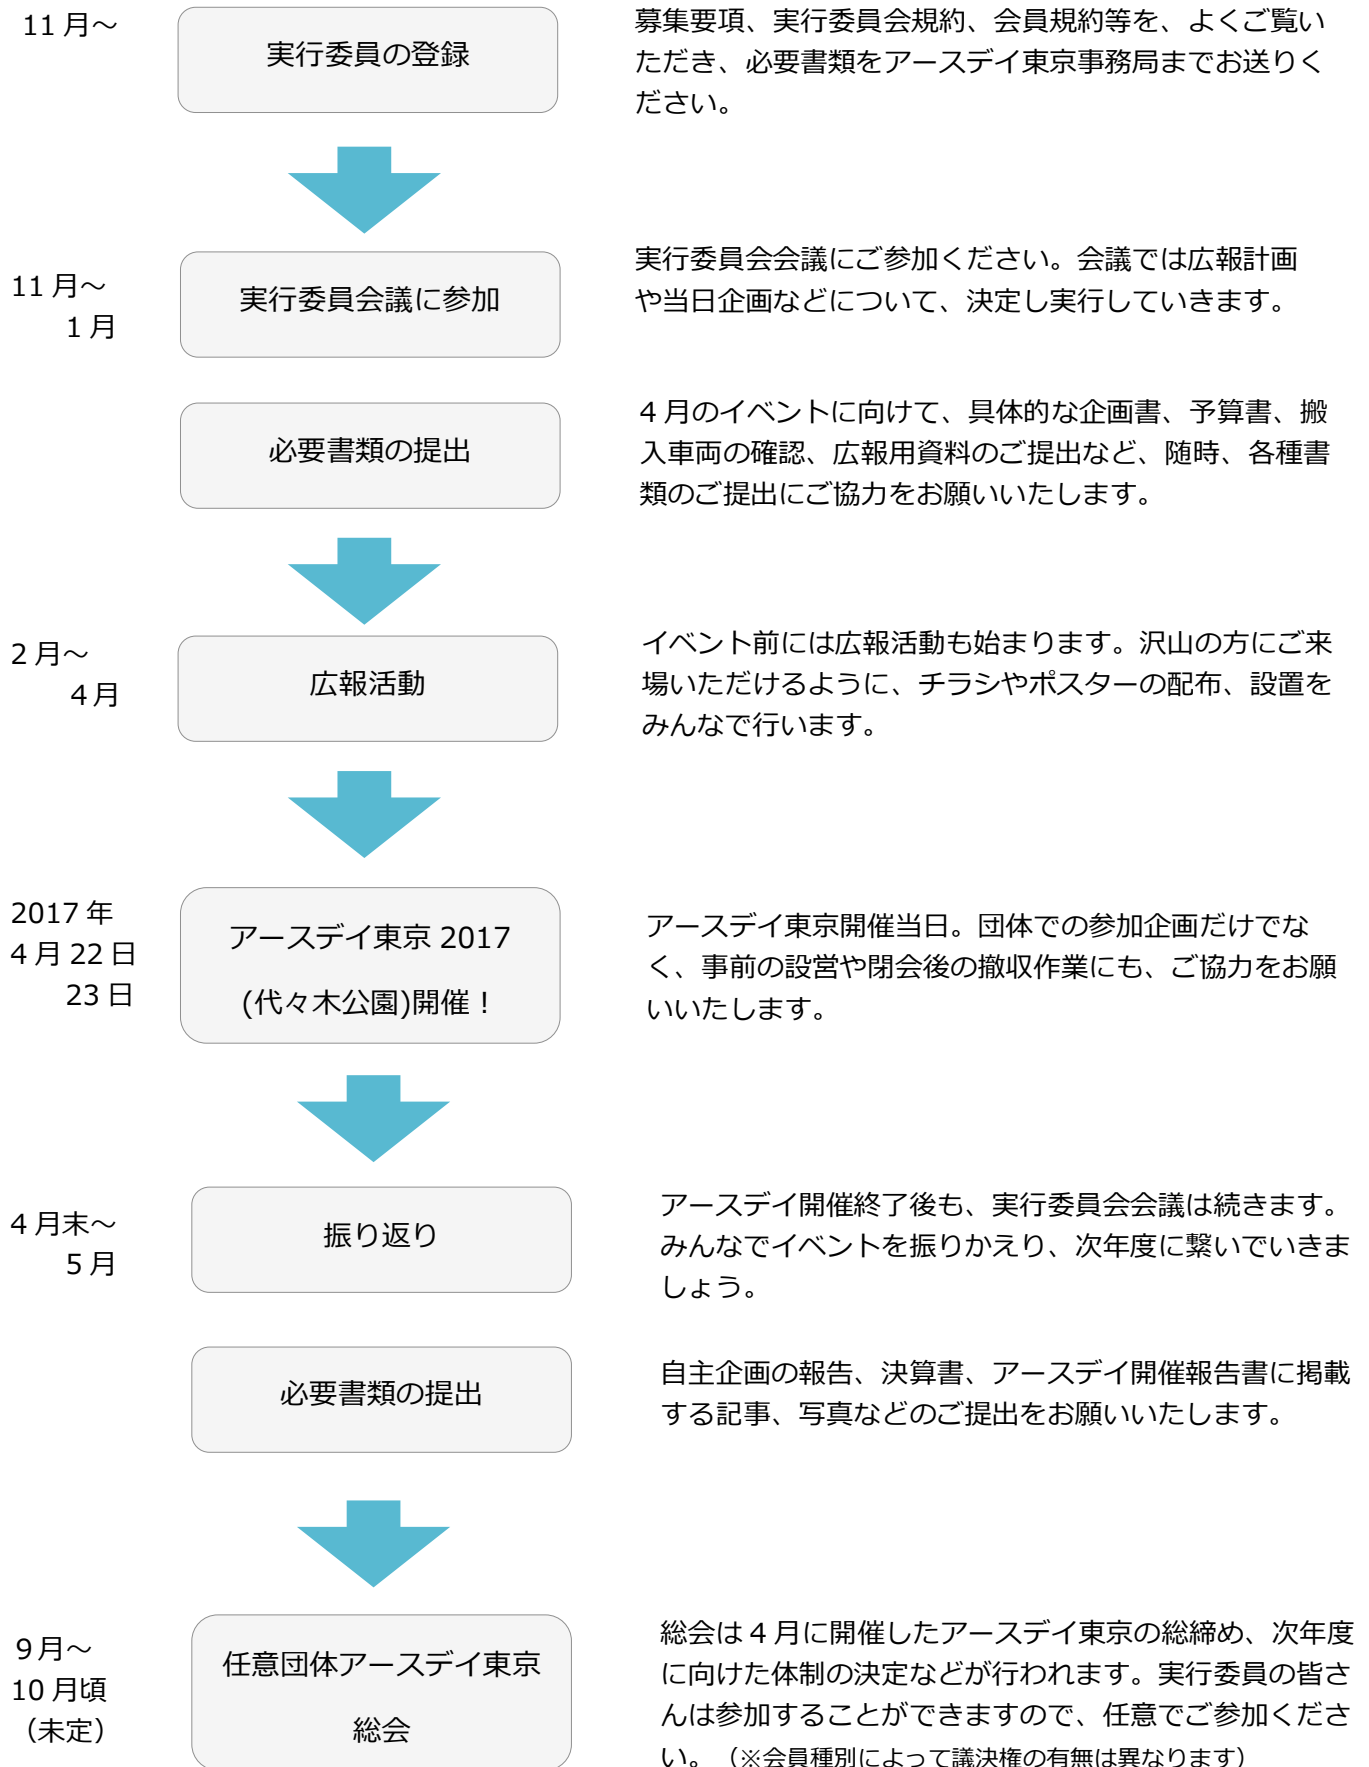 11 月～
実行委員の登録
募集要項、実行委員会規約、会員規約等を、よくご覧い
ただき、必要書類をアースデイ東京事務局までお送りく
ださい。
11 月～
1 月
実行委員会議に参加
実行委員会会議にご参加ください。会議では広報計画
や当日企画などについて、決定し実行していきます。
必要書類の提出
4 月のイベントに向けて、具体的な企画書、予算書、搬
入車両の確認、広報用資料のご提出など、随時、各種書
類のご提出にご協力をお願いいたします。
2 月～
4 月
広報活動
イベント前には広報活動も始まります。沢山の方にご来
場いただけるように、チラシやポスターの配布、設置を
みんなで行います。
2017 年
4 月 22 日
23 日
アースデイ東京 2017
(代々木公園)開催！
アースデイ東京開催当日。団体での参加企画だけでな
く、事前の設営や閉会後の撤収作業にも、ご協力をお願
いいたします。
4 月末～
5 月
振り返り
アースデイ開催終了後も、実行委員会会議は続きます。
みんなでイベントを振りかえり、次年度に繋いでいきま
しょう。
必要書類の提出
自主企画の報告、決算書、アースデイ開催報告書に掲載
する記事、写真などのご提出をお願いいたします。
9 月～
10 月頃
（未定）
任意団体アースデイ東京
総会
総会は 4 月に開催したアースデイ東京の総締め、次年度
に向けた体制の決定などが行われます。実行委員の皆さ
んは参加することができますので、任意でご参加くださ
い。（※会員種別によって議決権の有無は異なります）